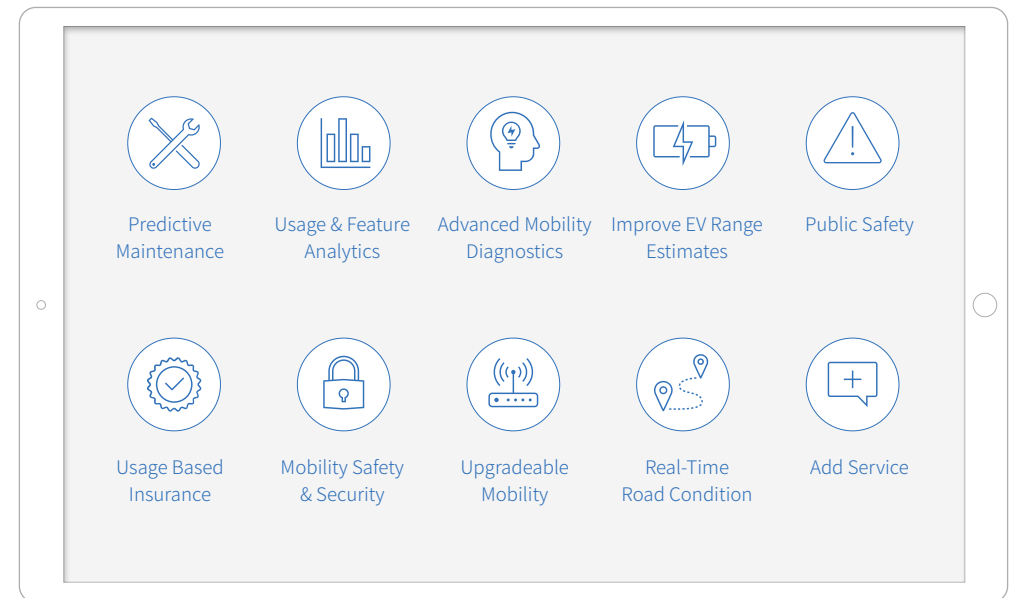 Predictive
Maintenance
Usage & Feature
Analytics
Advanced Mobility
Diagnostics
Improve EV Range
Estimates
Public Safety
Usage Based
Insurance
Mobility Safety
& Security
Upgradeable
Mobility
Real-Time
Road Condition
Add Service